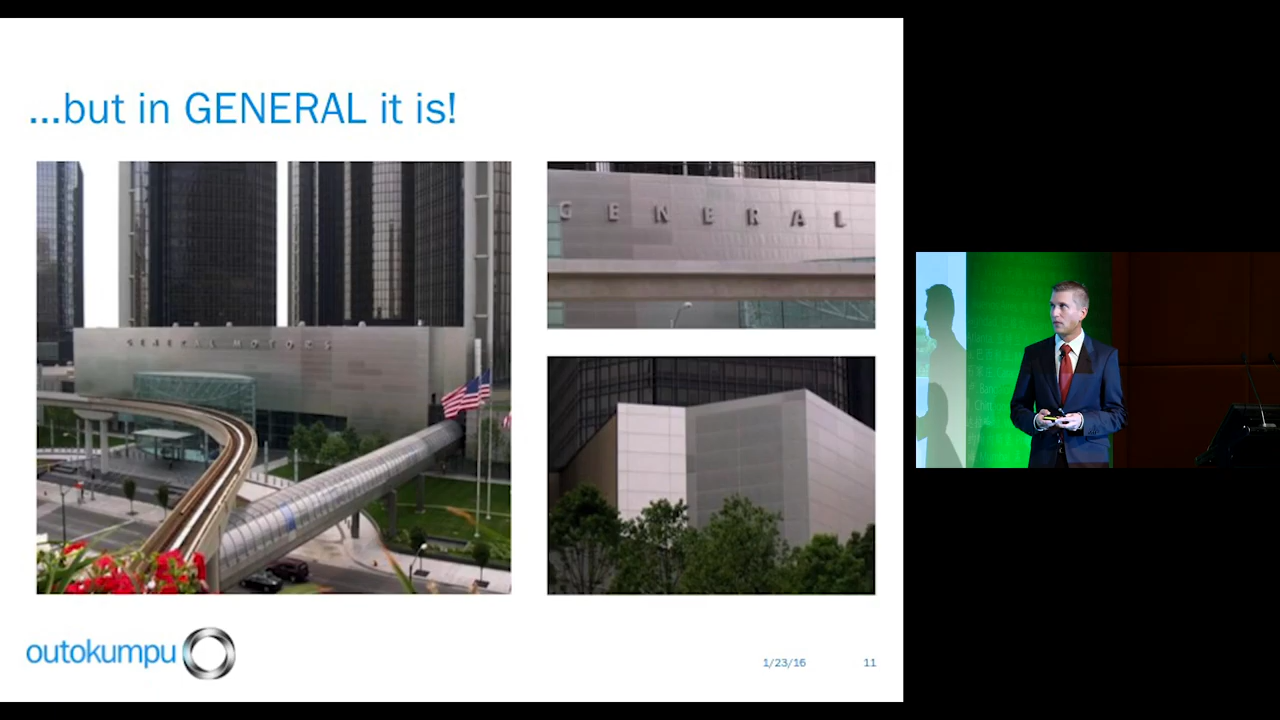 ...but in GENERAL it is!
GENERAL MOTORS
GENERAL
outokumpu
1/23/16
11